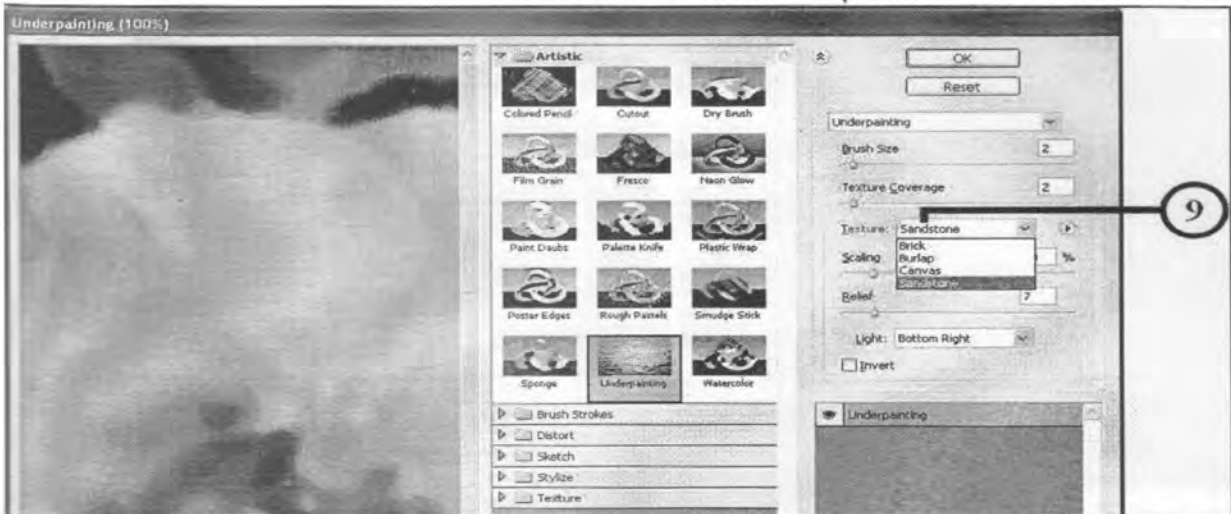 Underpainting (100%)
Artistic
Colored Pencil
Cutout
Dry Brush
Film Grain
Fresco
Neon Glow
Paint Daubs
Palette Knife
Plastic Wrap
Poster Edges
Rough Pastels
Smudge Stick
Sponge
Underpainting
Watercolor
Brush Strokes
Distort
Sketch
Stylize
Texture
OK
Reset
Underpainting
Brush Size 2
Texture Coverage 2
Texture: Sandstone
Brick
Burlap
Canvas
Sandstone
Scaling %
Relief 7
Light: Bottom Right
Invert
Underpainting
9